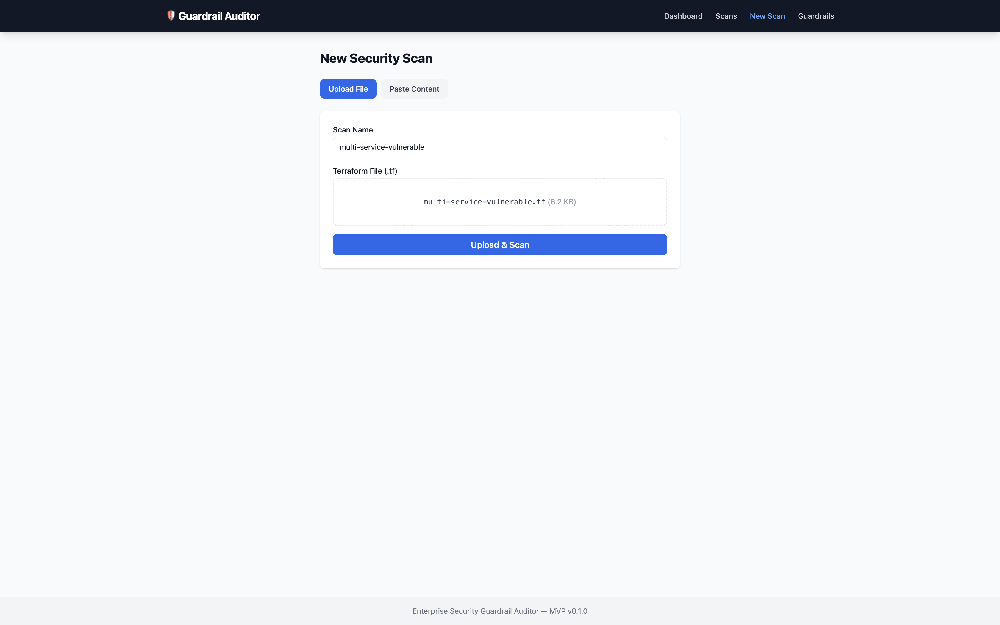 Guardrail Auditor
Dashboard Scans New Scan Guardrails
New Security Scan
Upload File Paste Content
Scan Name
multi-service-vulnerable
Terraform File (.tf)
multi-service-vulnerable.tf (6.2 KB)
Upload & Scan
Enterprise Security Guardrail Auditor — MVP v0.1.0